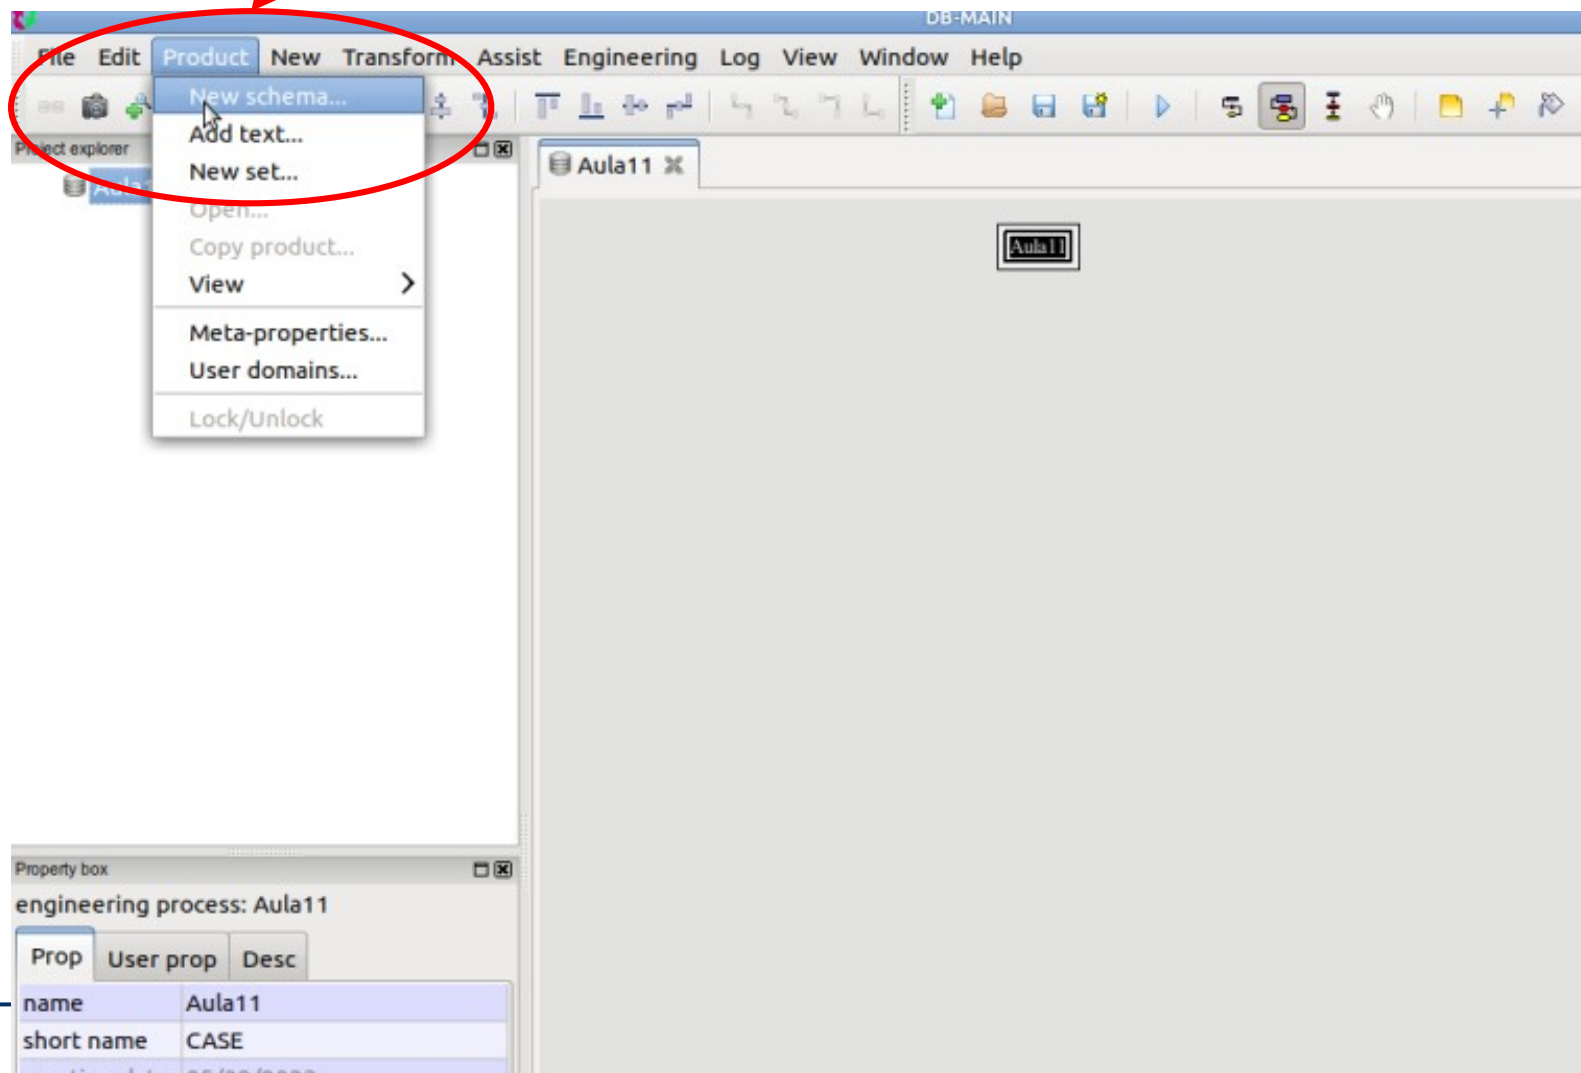 DB-MAIN
File Edit Product New Transform Assist Engineering Log View Window Help
New schema...
Add text...
New set...
Open...
Copy product...
View
Meta-properties...
User domains...
Lock/Unlock
Project explorer
Aula11
Aula11
Property box
engineering process: Aula11
Prop User prop Desc
name Aula11
short name CASE